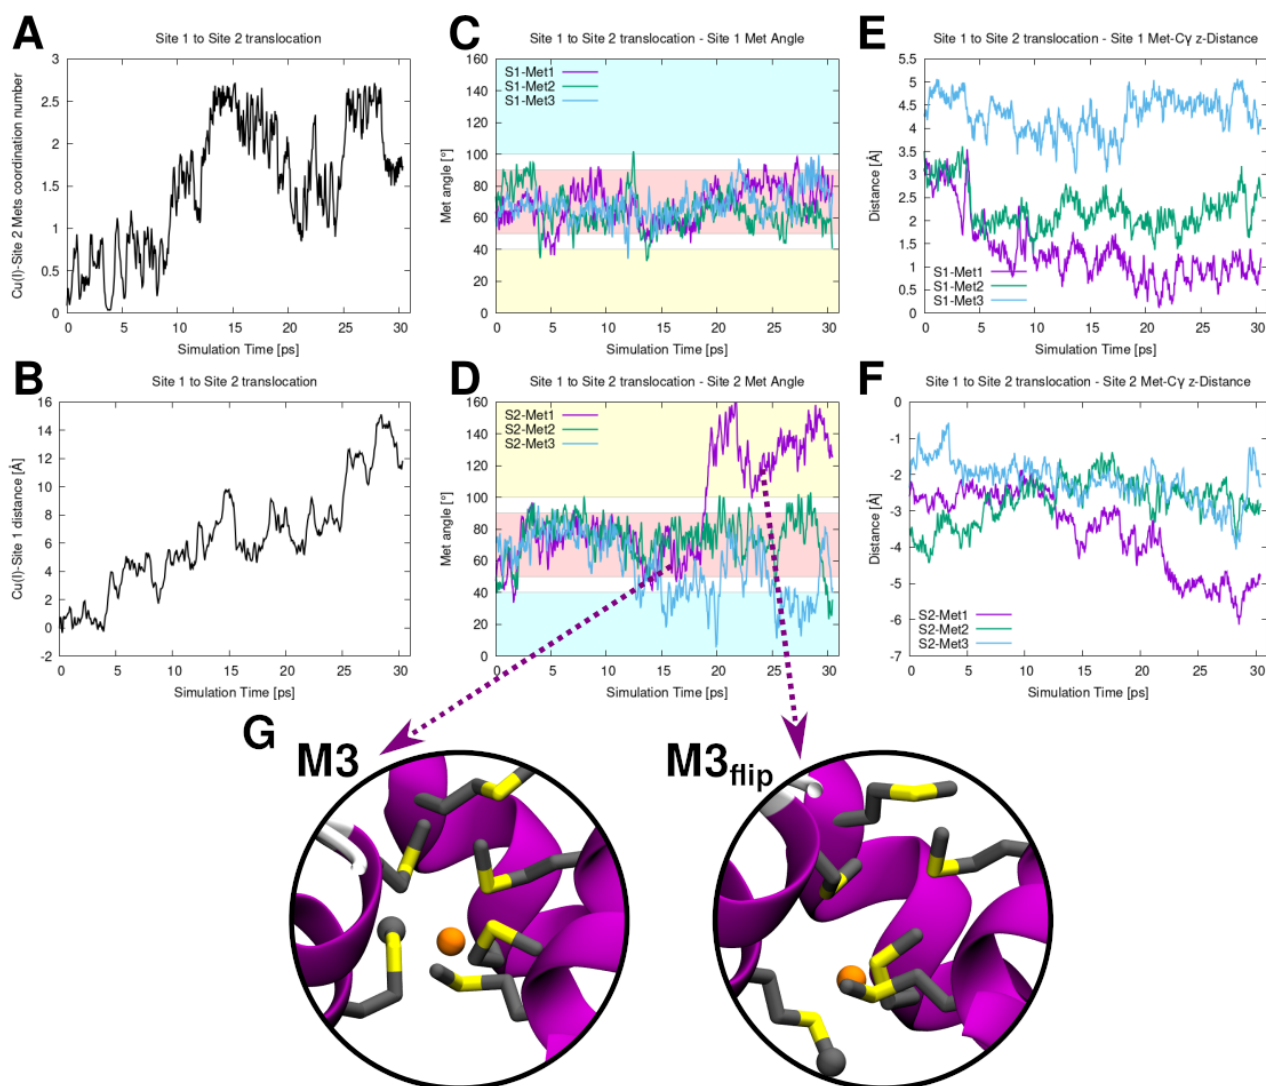 A
Site 1 to Site 2 translocation
Cu(I)-Site 2 Mets coordination number
3
2.5
2
1.5
1
0.5
0
0 5 10 15 20 25 30
Simulation Time [ps]
C
Site 1 to Site 2 translocation - Site 1 Met Angle
Met angle [°]
S1-Met1
S1-Met2
S1-Met3
160
140
120
100
80
60
40
20
0
0 5 10 15 20 25 30
Simulation Time [ps]
E
Site 1 to Site 2 translocation - Site 1 Met-Cγ z-Distance
Distance [Å]
5.5
5
4.5
4
3.5
3
2.5
2
1.5
1
0.5
0
S1-Met1
S1-Met2
S1-Met3
0 5 10 15 20 25 30
Simulation Time [ps]
B
Site 1 to Site 2 translocation
Cu(I)-Site 1 distance [Å]
16
14
12
10
8
6
4
2
0
-2
0 5 10 15 20 25 30
Simulation Time [ps]
D
Site 1 to Site 2 translocation - Site 2 Met Angle
Met angle [°]
S2-Met1
S2-Met2
S2-Met3
160
140
120
100
80
60
40
20
0
0 5 10 15 20 25 30
Simulation Time [ps]
F
Site 1 to Site 2 translocation - Site 2 Met-Cγ z-Distance
Distance [Å]
0
-1
-2
-3
-4
-5
-6
-7
S2-Met1
S2-Met2
S2-Met3
0 5 10 15 20 25 30
Simulation Time [ps]
G
M3
M3flip